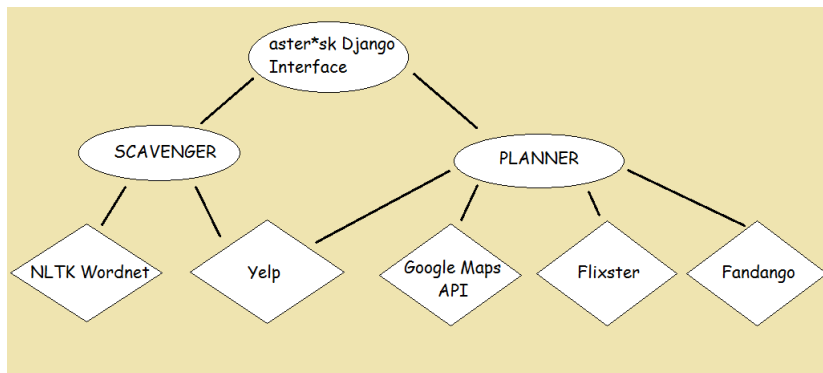 aster*sk Django
Interface
SCAVENGER
PLANNER
NLTK Wordnet
Yelp
Google Maps
API
Flixster
Fandango